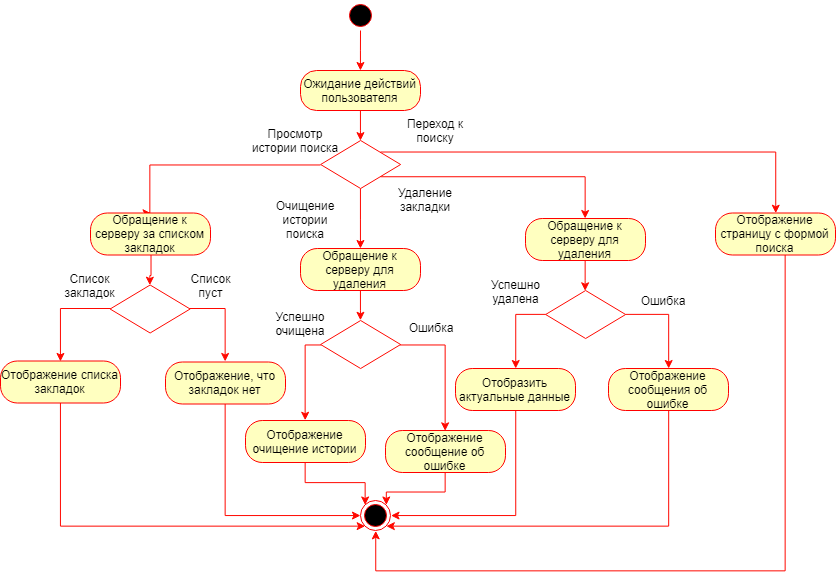 Ожидание действий
пользователя
Просмотр
истории поиска
Переход к
поиску
Очищение
истории
поиска
Удаление
закладки
Обращение к
серверу за списком
закладок
Обращение к
серверу для
удаления
Обращение к
серверу для
удаления
Отображение
страницу с формой
поиска
Список
закладок
Список
пуст
Успешно
очищена
Ошибка
Успешно
удалена
Ошибка
Отображение списка
закладок
Отображение, что
закладок нет
Отображение
очищение истории
Отображение
сообщение об
ошибке
Отобразить
актуальные данные
Отображение
сообщения об
ошибке